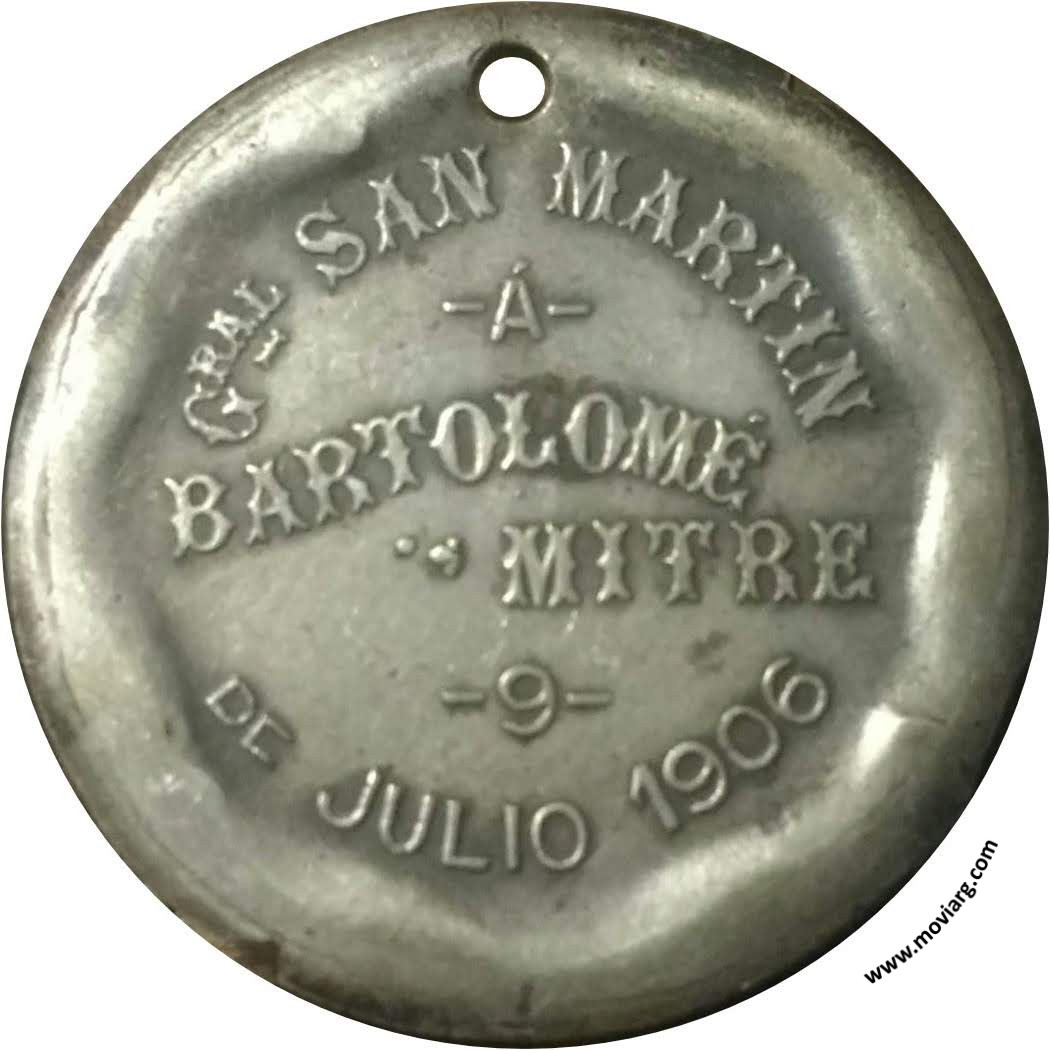 GRAL SAN MARTIN
-Á-
BARTOLOMÉ
MITRE
-9-
DE JULIO 1906
www.moviarg.com